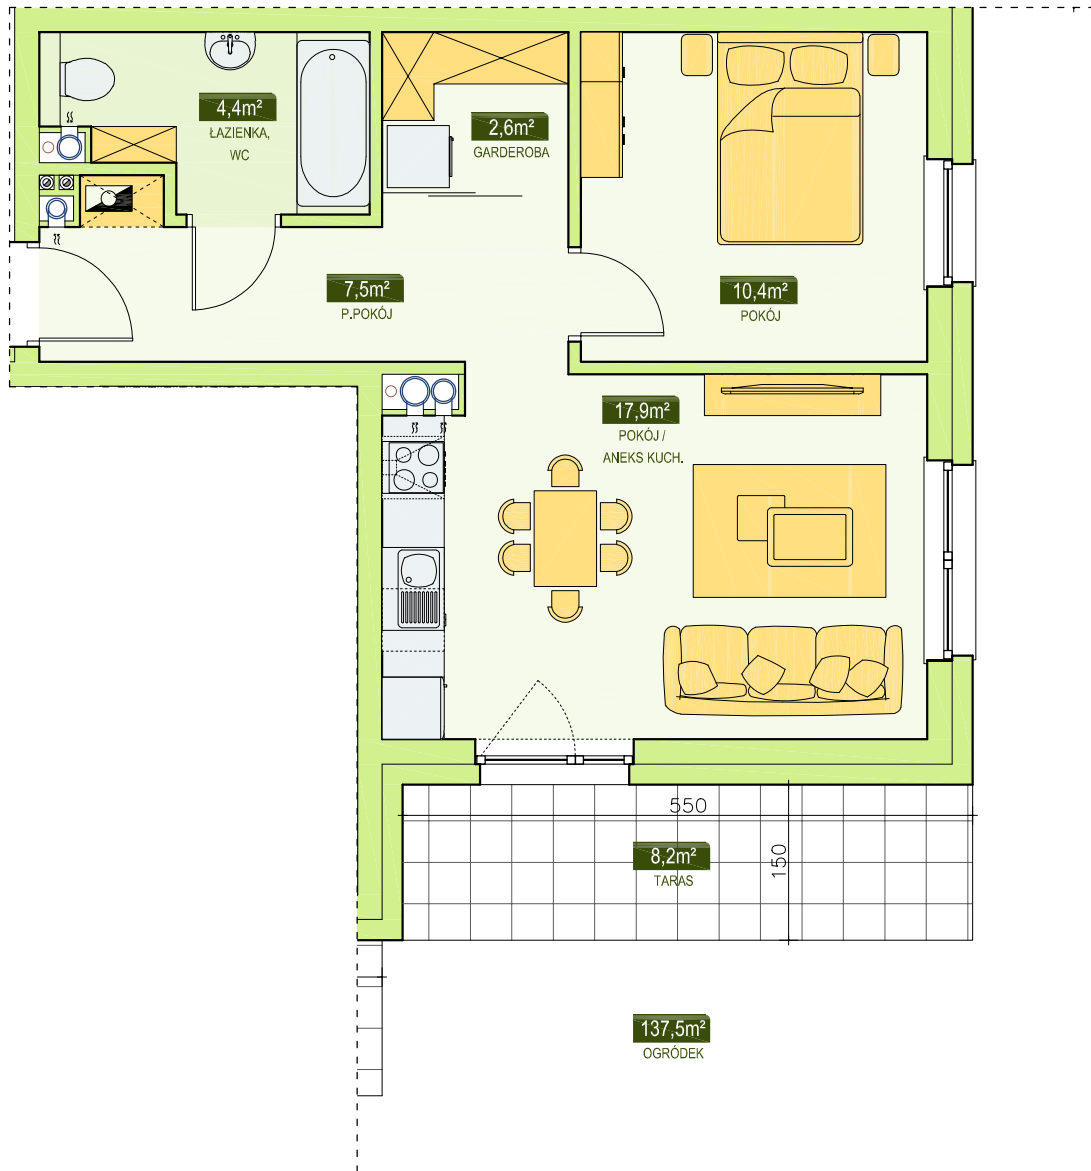 4,4m²
ŁAZIENKA,
WC
2,6m²
GARDEROBA
7,5m²
P.POKÓJ
10,4m²
POKÓJ
17,9m²
POKÓJ /
ANEKS KUCH.
550
8,2m²
TARAS
150
137,5m²
OGRÓDEK